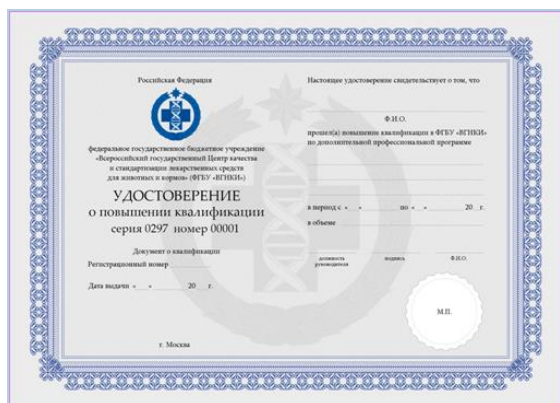 Российская Федерация
федеральное государственное бюджетное учреждение
«Всероссийский государственный Центр качества
и стандартизации лекарственных средств
для животных и кормов» (ФГБУ «ВГНКИ»)
УДОСТОВЕРЕНИЕ
о повышении квалификации
серия 0297 номер 00001
Документ о квалификации
Регистрационный номер
Дата выдачи « » 20 г.
г. Москва
Настоящее удостоверение свидетельствует о том, что
Ф.И.О.
прошел(а) повышение квалификации в ФГБУ «ВГНКИ»
по дополнительной профессиональной программе
в период с « » по « » 20 г.
в объеме
должность руководителя подпись Ф.И.О.
М.П.